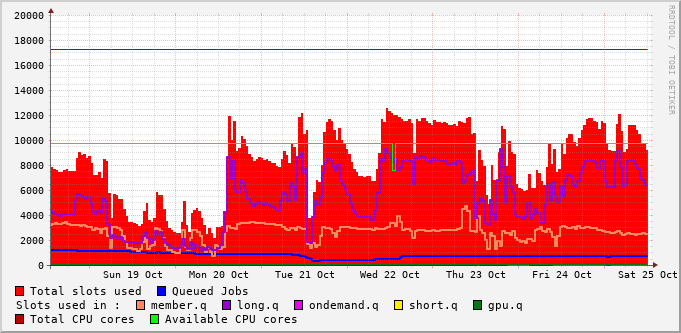 20000
18000
16000
14000
12000
10000
8000
6000
4000
2000
0
Sun 19 Oct Mon 20 Oct Tue 21 Oct Wed 22 Oct Thu 23 Oct Fri 24 Oct Sat 25 Oct
Total slots used Queued Jobs
Slots used in : member.q long.q ondemand.q short.q gpu.q
Total CPU cores Available CPU cores
RRDTOOL / TOBI OETIKER